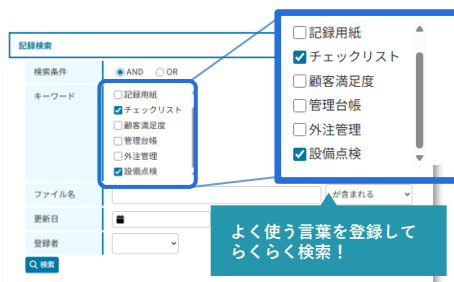 記録検索
検索条件
AND
OR
キーワード
記録用紙
チェックリスト
顧客満足度
管理台帳
外注管理
設備点検
ファイル名
が含まれる
更新日
登録者
検索
記録用紙
チェックリスト
顧客満足度
管理台帳
外注管理
設備点検
よく使う言葉を登録して
らくらく検索！